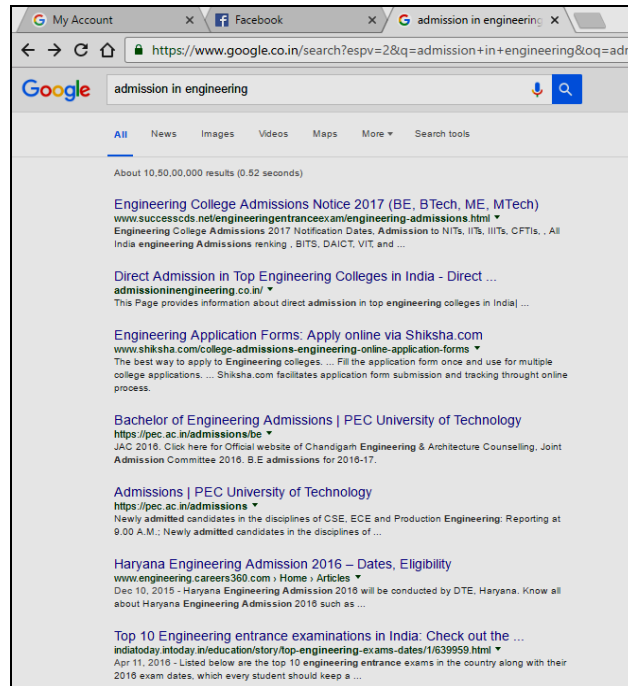 My Account
Facebook
admission in engineering
https://www.google.co.in/search?espv=2&q=admission+in+engineering&oq=adr
Google
admission in engineering
All News Images Videos Maps More Search tools
About 10,50,00,000 results (0.52 seconds)
Engineering College Admissions Notice 2017 (BE, BTech, ME, MTech)
www.successcds.net/engineeringentranceexam/engineering-admissions.html
Engineering College Admissions 2017 Notification Dates, Admission to NITs, IITs, IIITs, CFTIs, , All
India engineering Admissions renking , BITS, DAICT, VIT, and ...
Direct Admission in Top Engineering Colleges in India - Direct ...
admissioninengineering.co.in/
This Page provides information about direct admission in top engineering colleges in India| ...
Engineering Application Forms: Apply online via Shiksha.com
www.shiksha.com/college-admissions-engineering-online-application-forms
The best way to apply to Engineering colleges. ... Fill the application form once and use for multiple
college applications. ... Shiksha.com facilitates application form submission and tracking throught online
process.
Bachelor of Engineering Admissions | PEC University of Technology
https://pec.ac.in/admissions/be
JAC 2016. Click here for Official website of Chandigarh Engineering & Architecture Counselling, Joint
Admission Committee 2016. B.E admissions for 2016-17.
Admissions | PEC University of Technology
https://pec.ac.in/admissions
Newly admitted candidates in the disciplines of CSE, ECE and Production Engineering: Reporting at
9.00 A.M.; Newly admitted candidates in the disciplines of ...
Haryana Engineering Admission 2016 – Dates, Eligibility
www.engineering.careers360.com › Home › Articles
Dec 10, 2015 - Haryana Engineering Admission 2016 will be conducted by DTE, Haryana. Know all
about Haryana Engineering Admission 2016 such as ...
Top 10 Engineering entrance examinations in India: Check out the ...
indiatoday.intoday.in/education/story/top-engineering-exams-dates/1/639959.html
Apr 11, 2016 - Listed below are the top 10 engineering entrance exams in the country along with their
2016 exam dates, which every student should keep a ...